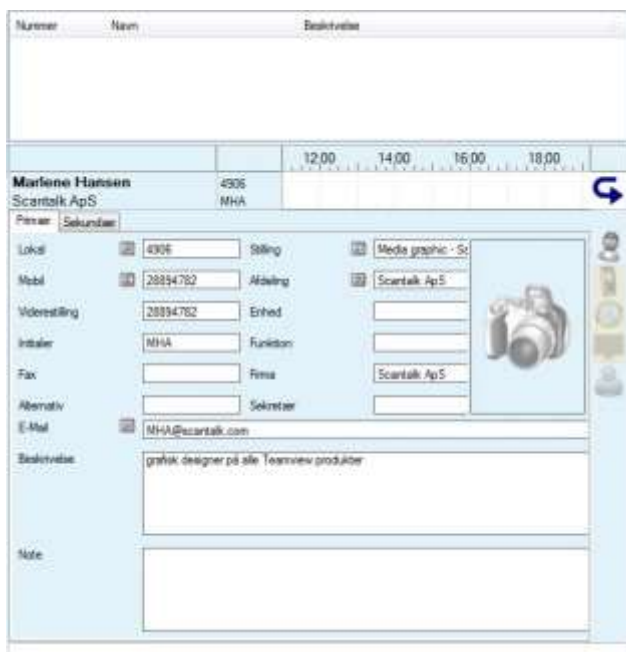 Nummer Navn Beskrivelse
12,00 14,00 16,00 18,00
Marlene Hansen 4906
Scantalk ApS MHA
Primær Sekundær
Lokal 4906 Stilling Media graphic - Sc
Mobil 28894782 Afdeling Scantalk ApS
Viderestilling 28894782 Enhed
Initialer MHA Funktion
Fax Firma Scantalk ApS
Alternativ Sekretær
E-Mail MHA@scantalk.com
Beskrivelse grafisk designer på alle Teamview produkter
Note